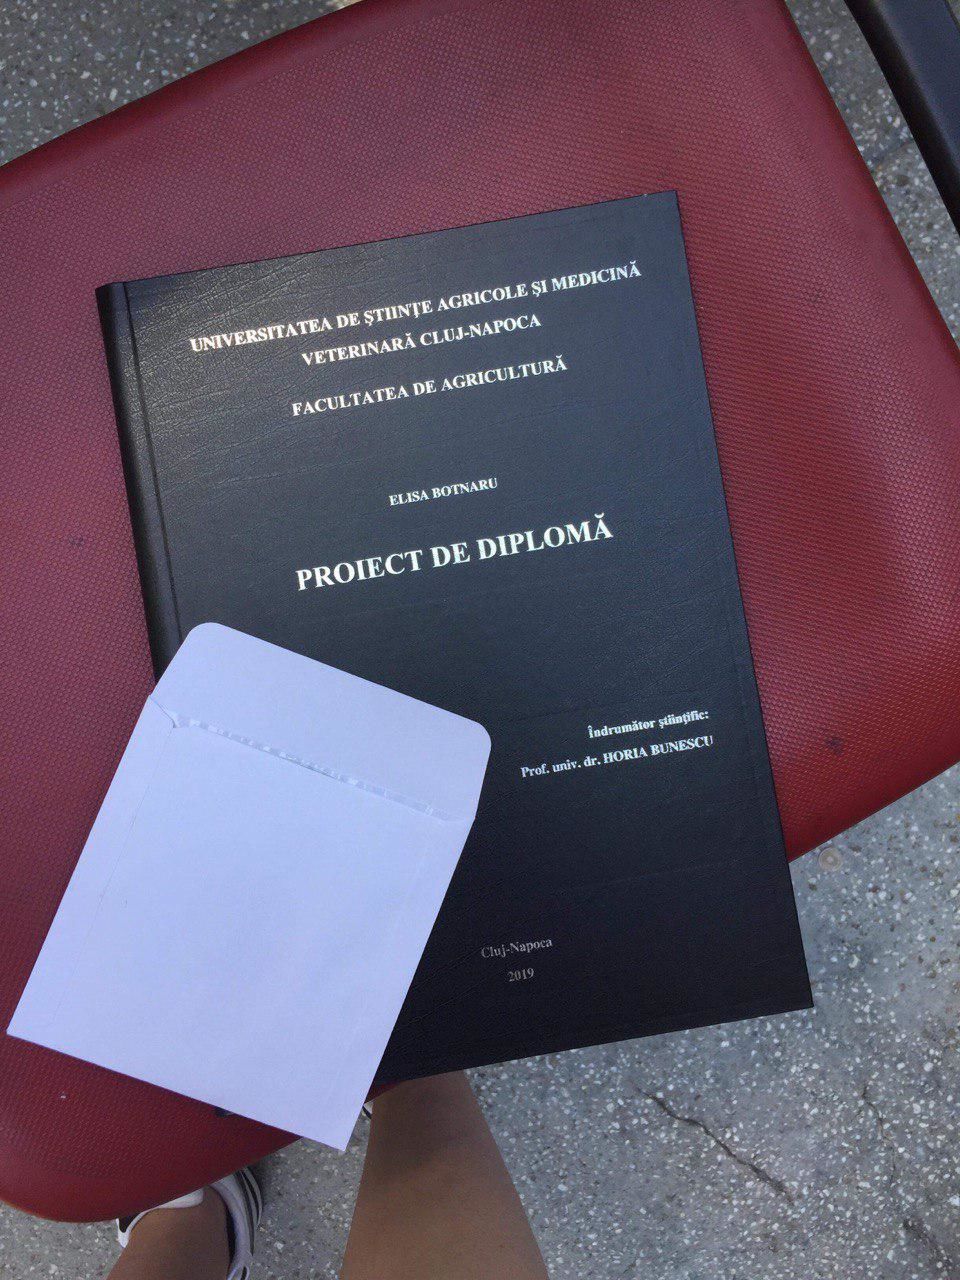 UNIVERSITATEA DE ŞTIINŢE AGRICOLE ŞI MEDICINĂ
VETERINARĂ CLUJ-NAPOCA
FACULTATEA DE AGRICULTURĂ
ELISA BOTNARU
PROIECT DE DIPLOMĂ
Îndrumător ştiinţific:
Prof. univ. dr. HORIA BUNESCU
Cluj-Napoca
2019